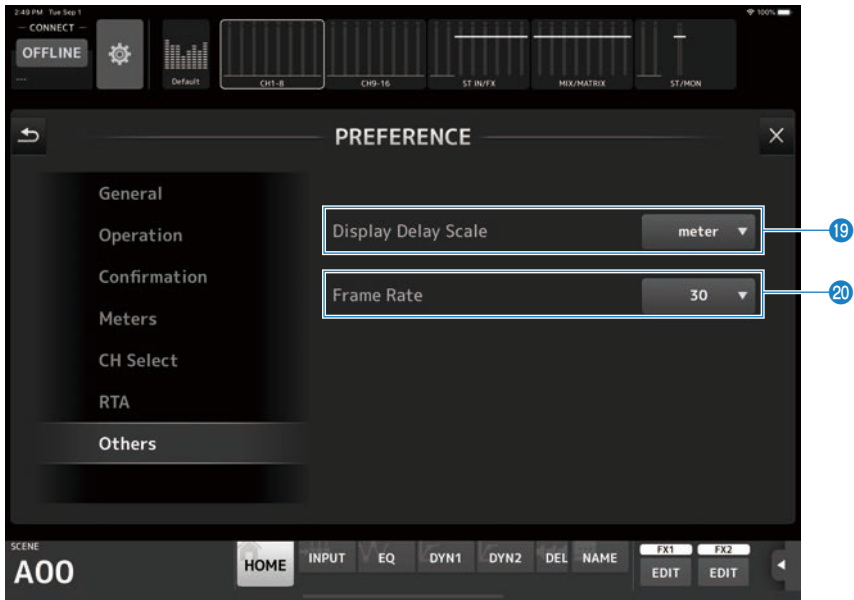 2:49 PM Tue Sep 1
100%
CONNECT
OFFLINE
---
Default
CH1-8
CH9-16
ST IN/FX
MIX/MATRIX
ST/MON
PREFERENCE
General
Operation
Confirmation
Meters
CH Select
RTA
Others
Display Delay Scale
meter
19
Frame Rate
30
20
SCENE
A00
HOME
INPUT
EQ
DYN1
DYN2
DEL
NAME
FX1
EDIT
FX2
EDIT